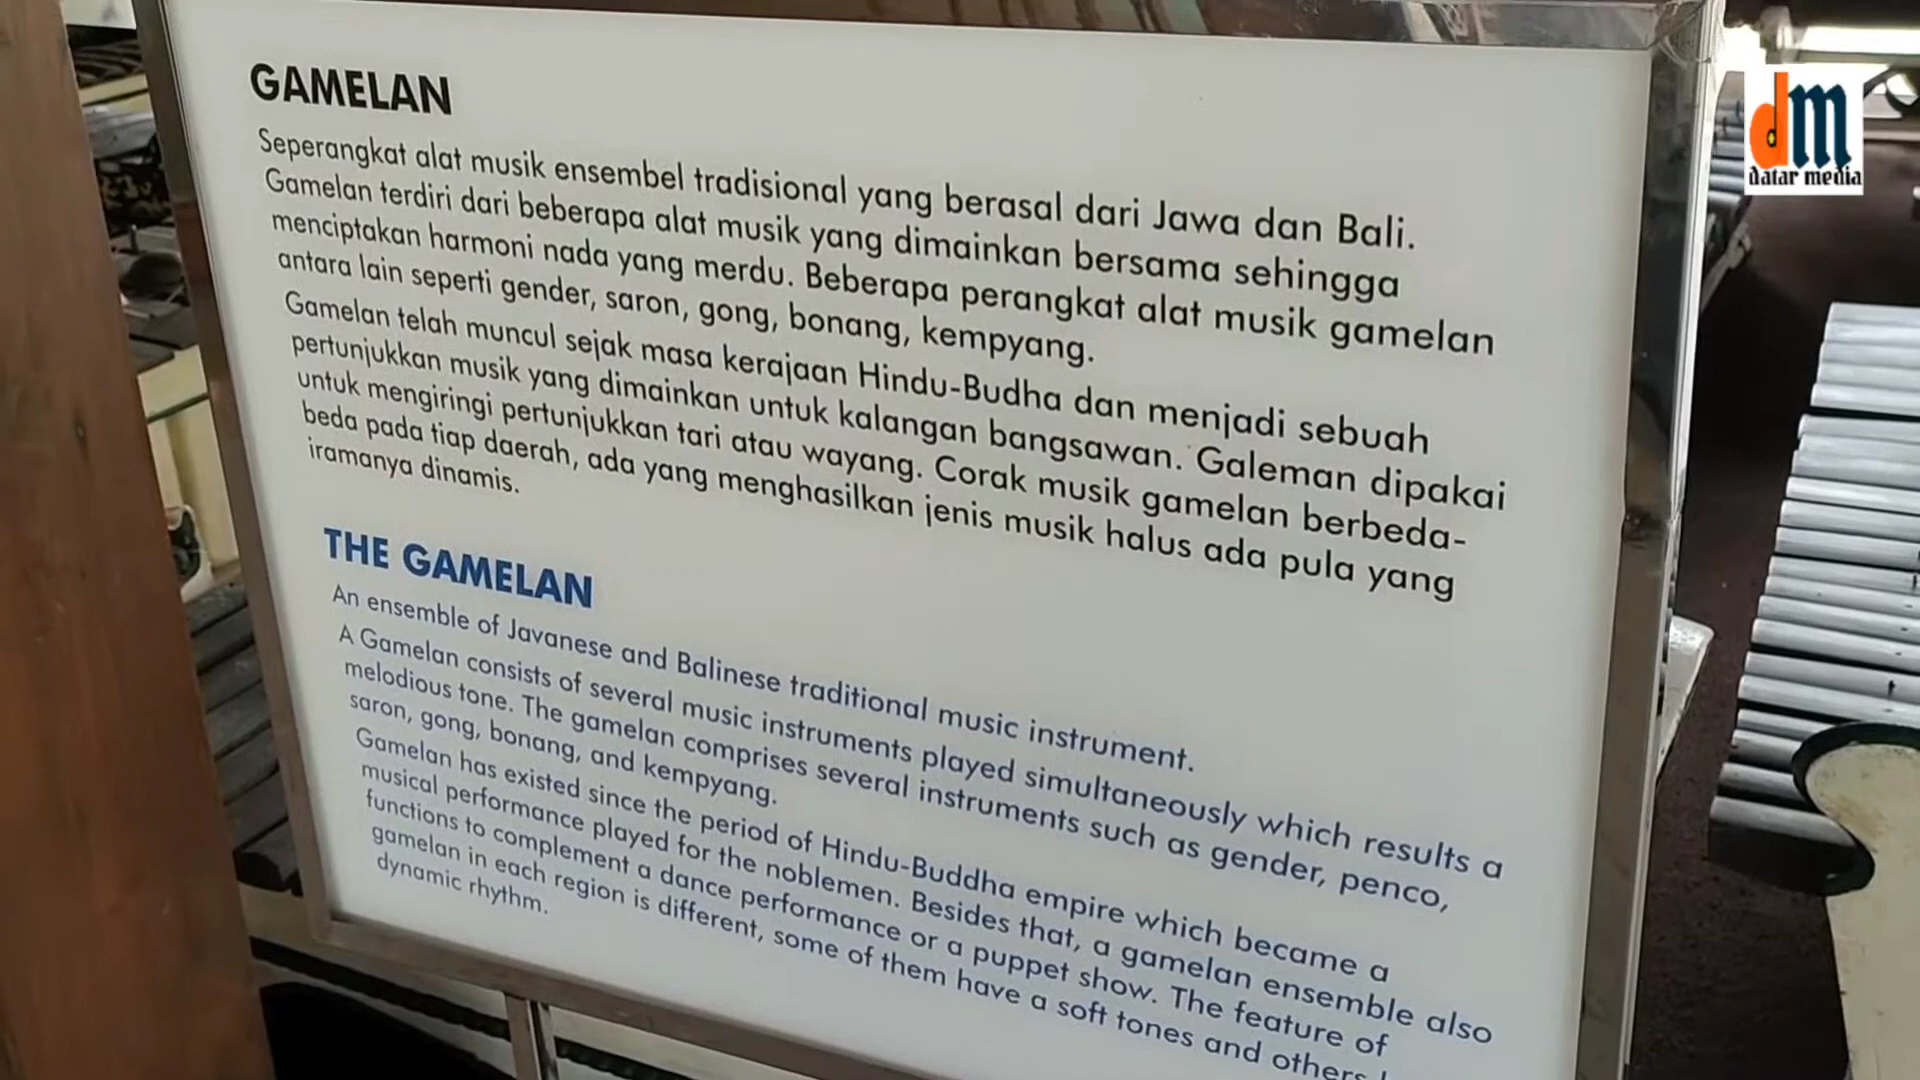 GAMELAN
Seperangkat alat musik ensembel tradisional yang berasal dari Jawa dan Bali.
Gamelan terdiri dari beberapa alat musik yang dimainkan bersama sehingga
menciptakan harmoni nada yang merdu. Beberapa perangkat alat musik gamelan
antara lain seperti gender, saron, gong, bonang, kempyang.
Gamelan telah muncul sejak masa kerajaan Hindu-Budha dan menjadi sebuah
pertunjukkan musik yang dimainkan untuk kalangan bangsawan. Galeman dipakai
untuk mengiringi pertunjukkan tari atau wayang. Corak musik gamelan berbeda-
beda pada tiap daerah, ada yang menghasilkan jenis musik halus ada pula yang
iramanya dinamis.
THE GAMELAN
An ensemble of Javanese and Balinese traditional music instrument.
A Gamelan consists of several music instruments played simultaneously which results a
melodious tone. The gamelan comprises several instruments such as gender, penco,
saron, gong, bonang, and kempyang.
Gamelan has existed since the period of Hindu-Buddha empire which became a
musical performance played for the noblemen. Besides that, a gamelan ensemble also
functions to complement a dance performance or a puppet show. The feature of
gamelan in each region is different, some of them have a soft tones and others
dynamic rhythm.
dm
datar media